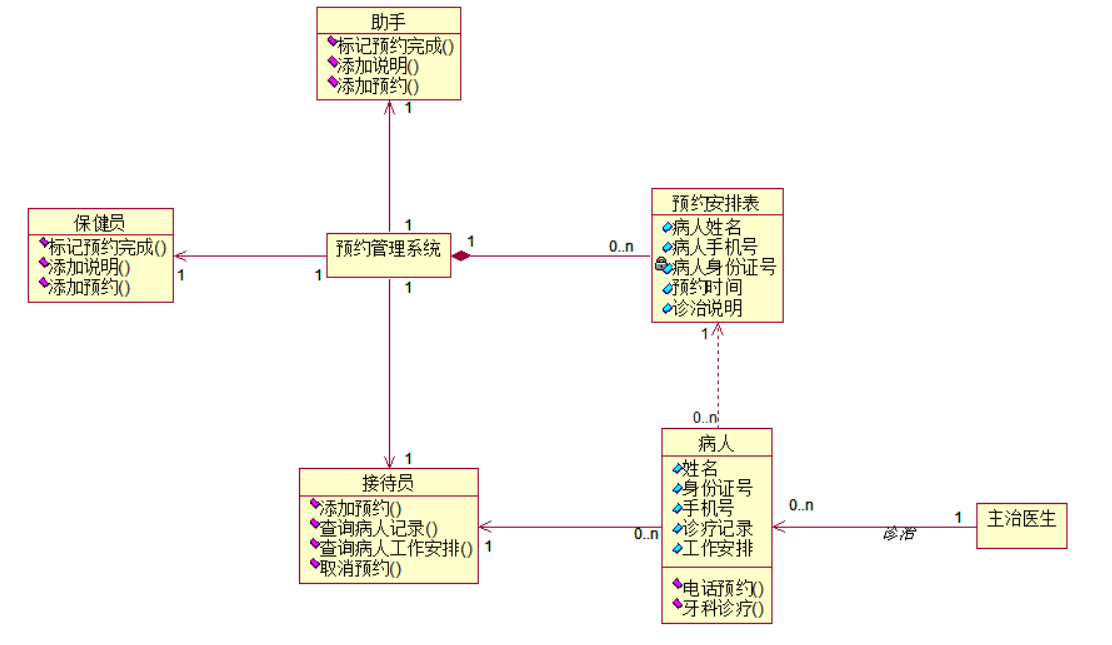 助手
标记预约完成()
添加说明()
添加预约()
1
保健员
标记预约完成()
添加说明()
添加预约()
1
1
1
预约管理系统
1
1
0..n
预约安排表
病人姓名
病人手机号
病人身份证号
预约时间
诊治说明
1
0..n
1
接待员
添加预约()
查询病人记录()
查询病人工作安排()
取消预约()
1
0..n
病人
姓名
身份证号
手机号
诊疗记录
工作安排
电话预约()
牙科诊疗()
0..n
诊治
1
主治医生